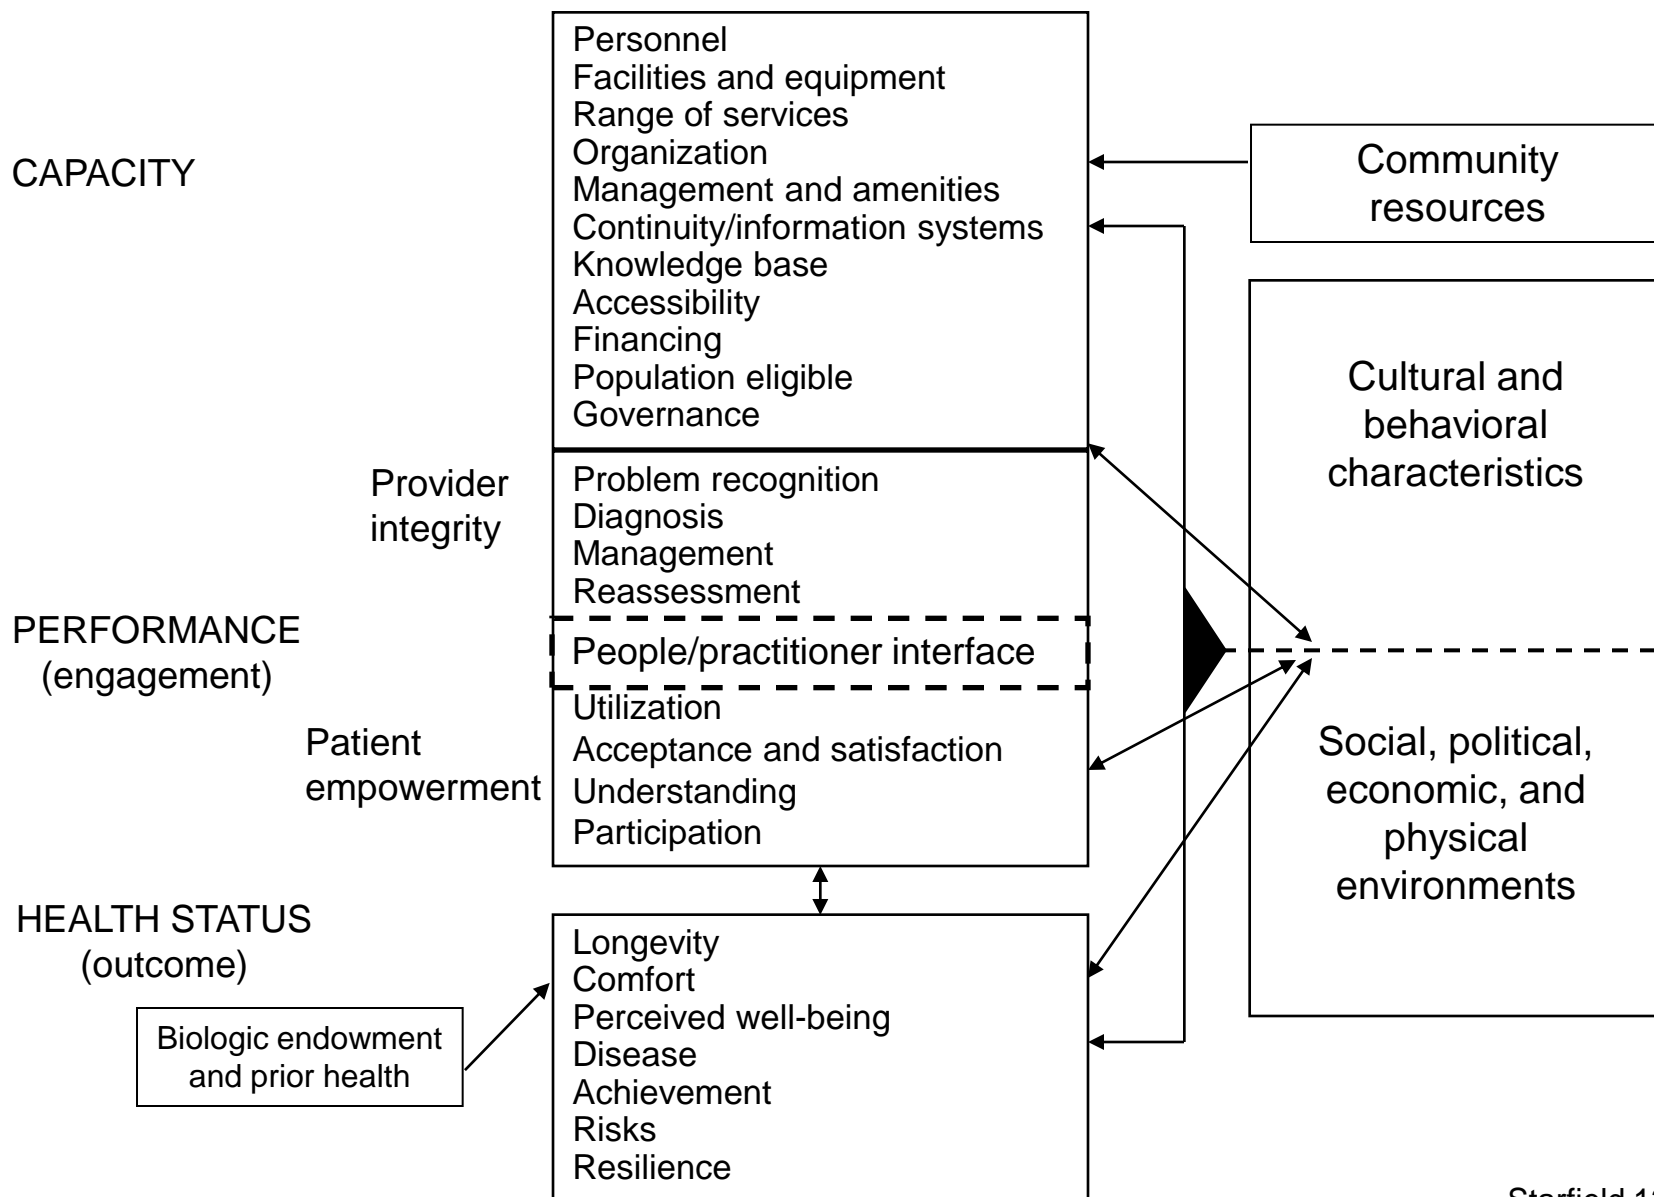 CAPACITY
Personnel
Facilities and equipment
Range of services
Organization
Management and amenities
Continuity/information systems
Knowledge base
Accessibility
Financing
Population eligible
Governance
Community
resources
Provider
integrity
Problem recognition
Diagnosis
Management
Reassessment
Cultural and
behavioral
characteristics
PERFORMANCE
(engagement)
People/practitioner interface
Patient
empowerment
Utilization
Acceptance and satisfaction
Understanding
Participation
Social, political,
economic, and
physical
environments
HEALTH STATUS
(outcome)
Biologic endowment
and prior health
Longevity
Comfort
Perceived well-being
Disease
Achievement
Risks
Resilience
Starfield